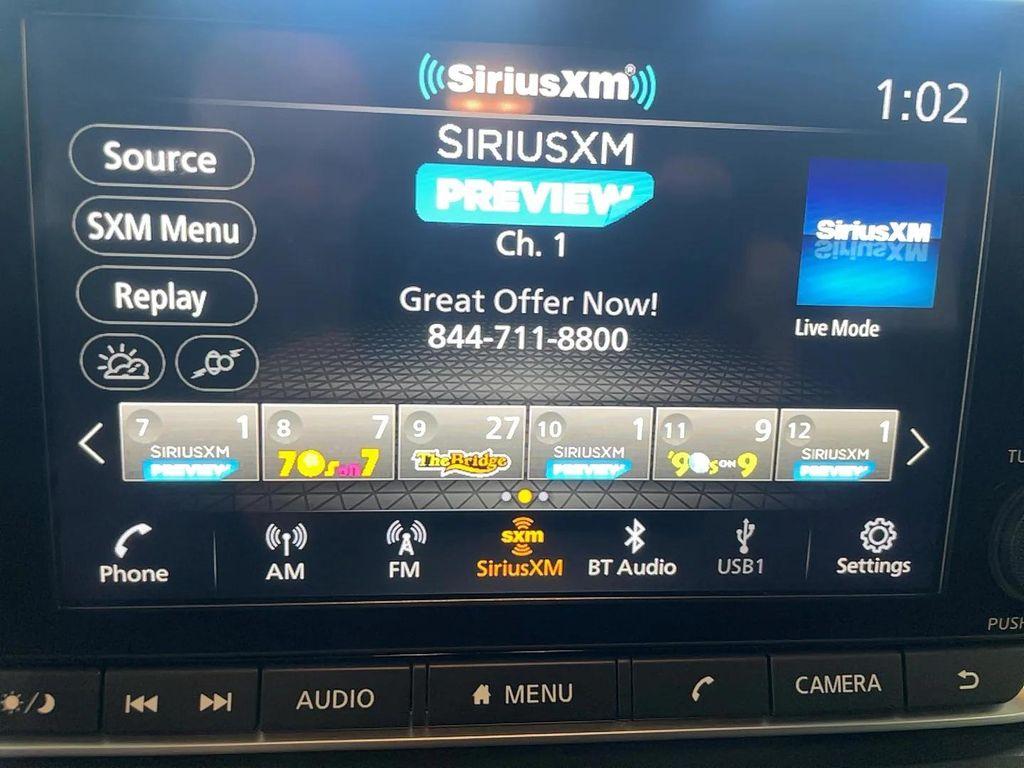 SiriusXM®
1:02
Source
SIRIUSXM
PREVIEW
SXM Menu
Ch. 1
SiriusXM
Replay
Great Offer Now!
844-711-8800
Live Mode
7 1
SIRIUSXM
PREVIEW
8 7
70s on 7
9 27
The Bridge
10 1
SIRIUSXM
PREVIEW
11 9
'90s ON 9
12 1
SIRIUSXM
PREVIEW
Phone
AM
FM
sxm
SiriusXM
BT Audio
USB1
Settings
TU
PUSH
AUDIO
MENU
CAMERA